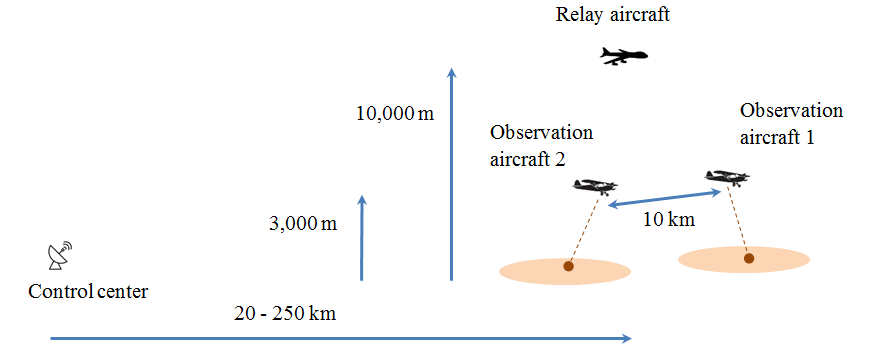 Relay aircraft
10,000 m
Observation
aircraft 1
Observation
aircraft 2
3,000 m
10 km
Control center
20 - 250 km